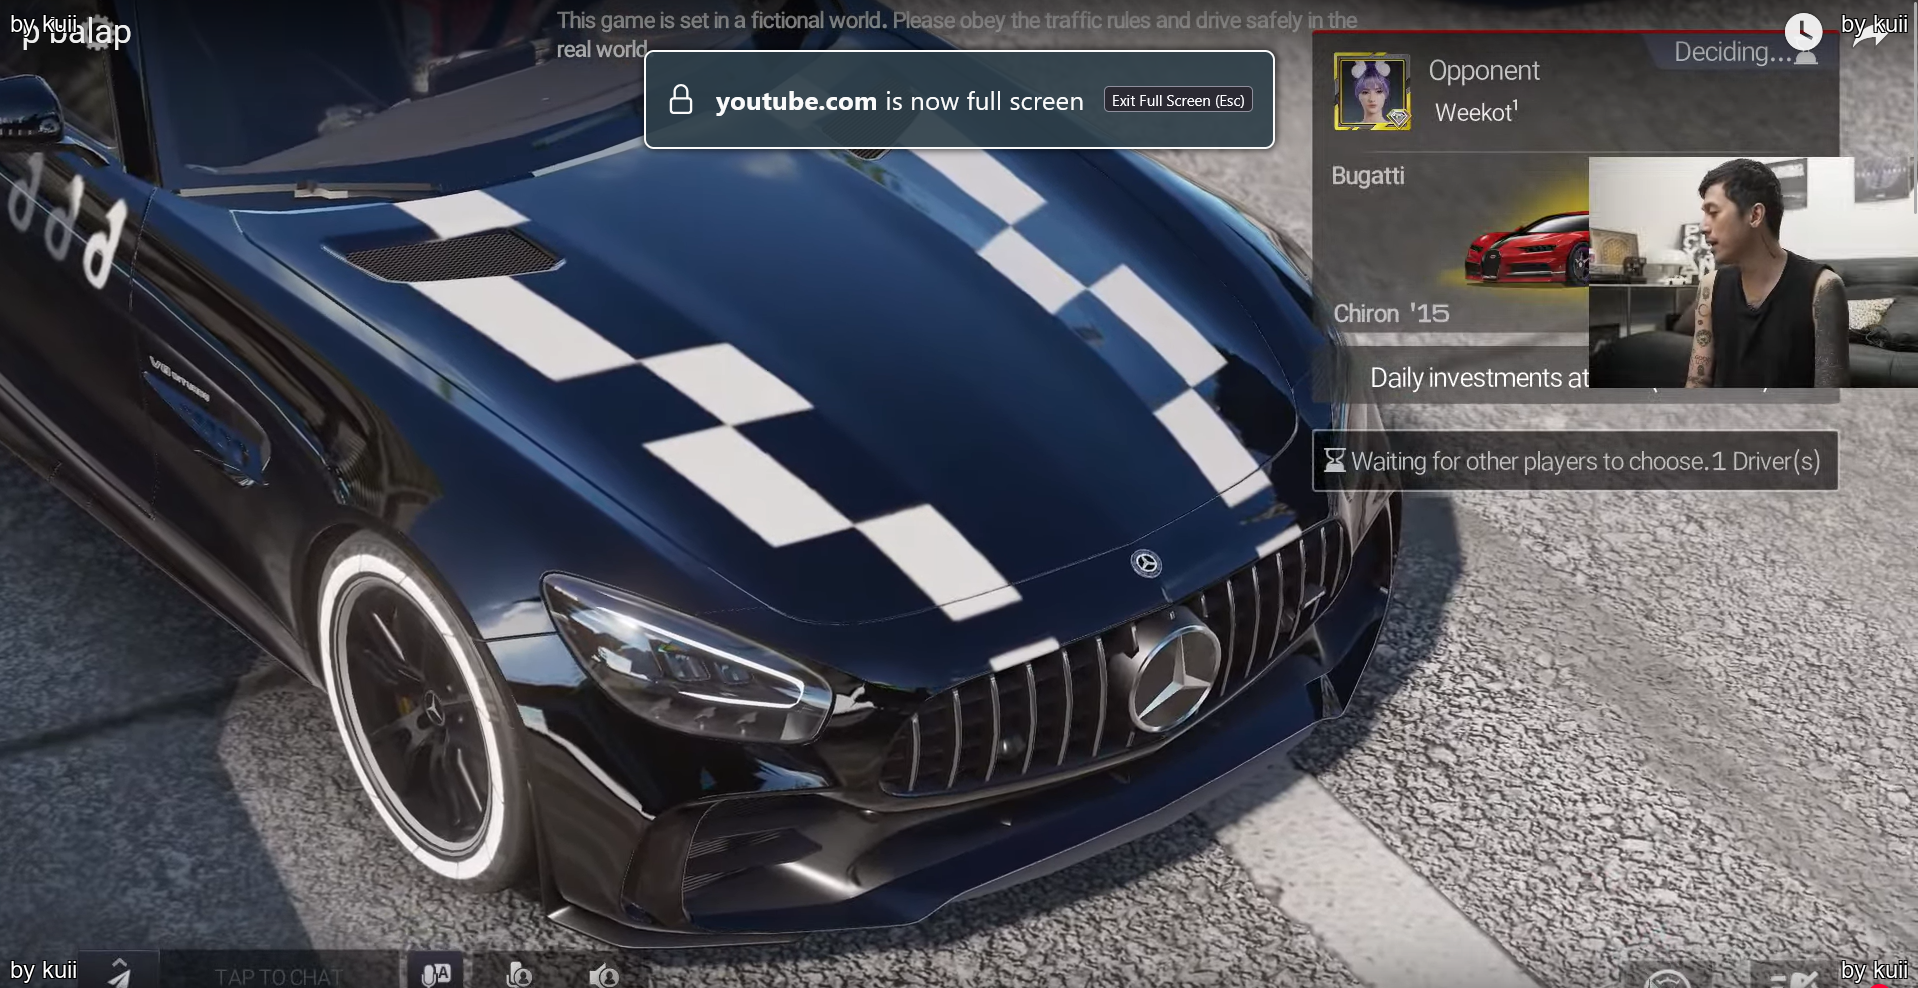 by kuii
p balap
This game is set in a fictional world. Please obey the traffic rules and drive safely in the
real world
by kuii
youtube.com is now full screen
Exit Full Screen (Esc)
Deciding...
Opponent
Weekot¹
Bugatti
Chiron '15
Daily investments at
Waiting for other players to choose.1 Driver(s)
V8 BITURBO
TAP TO CHAT
A
by kuii
by kuii